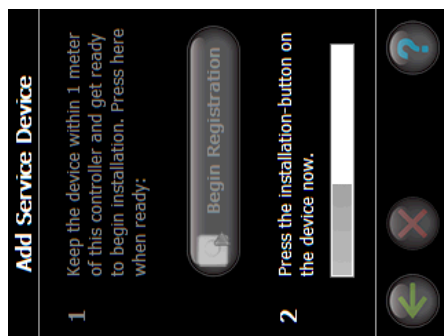 Add Service Device
1
Keep the device within 1 meter
of this controller and get ready
to begin installation. Press here
when ready:
Begin Registration
2
Press the installation-button on
the device now.
?